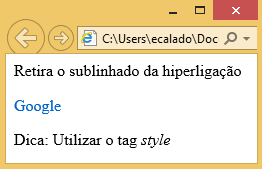 C:\Users\ecalado\Doc
Retira o sublinhado da hiperligação
Google
Dica: Utilizar o tag style